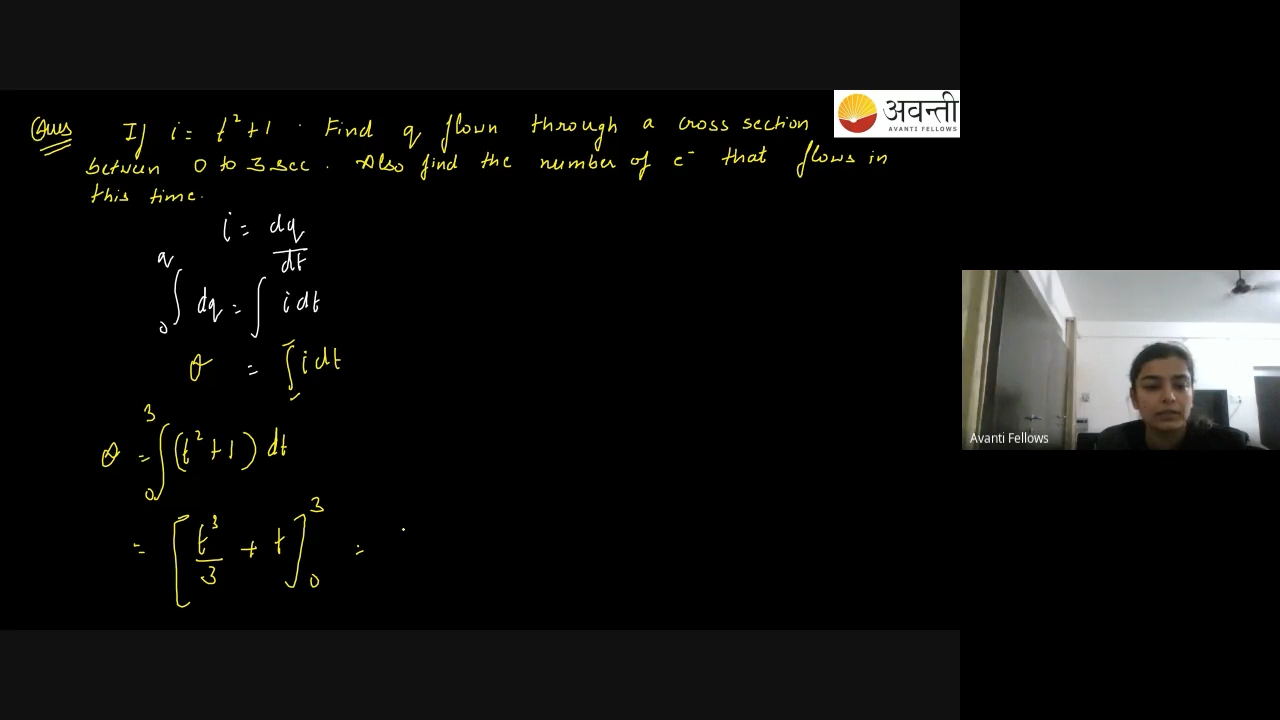 Ques If i = t² + 1 . Find q flown through a cross section
between 0 to 3 sec . Also find the number of e⁻ that flows in
this time.
i = dq/dt
∫₀^q dq = ∫ i dt
Q = ∫ i dt
Q = ∫₀³ (t² + 1) dt
= [t³/3 + t]₀³ =
अवन्ती
AVANTI FELLOWS
Avanti Fellows